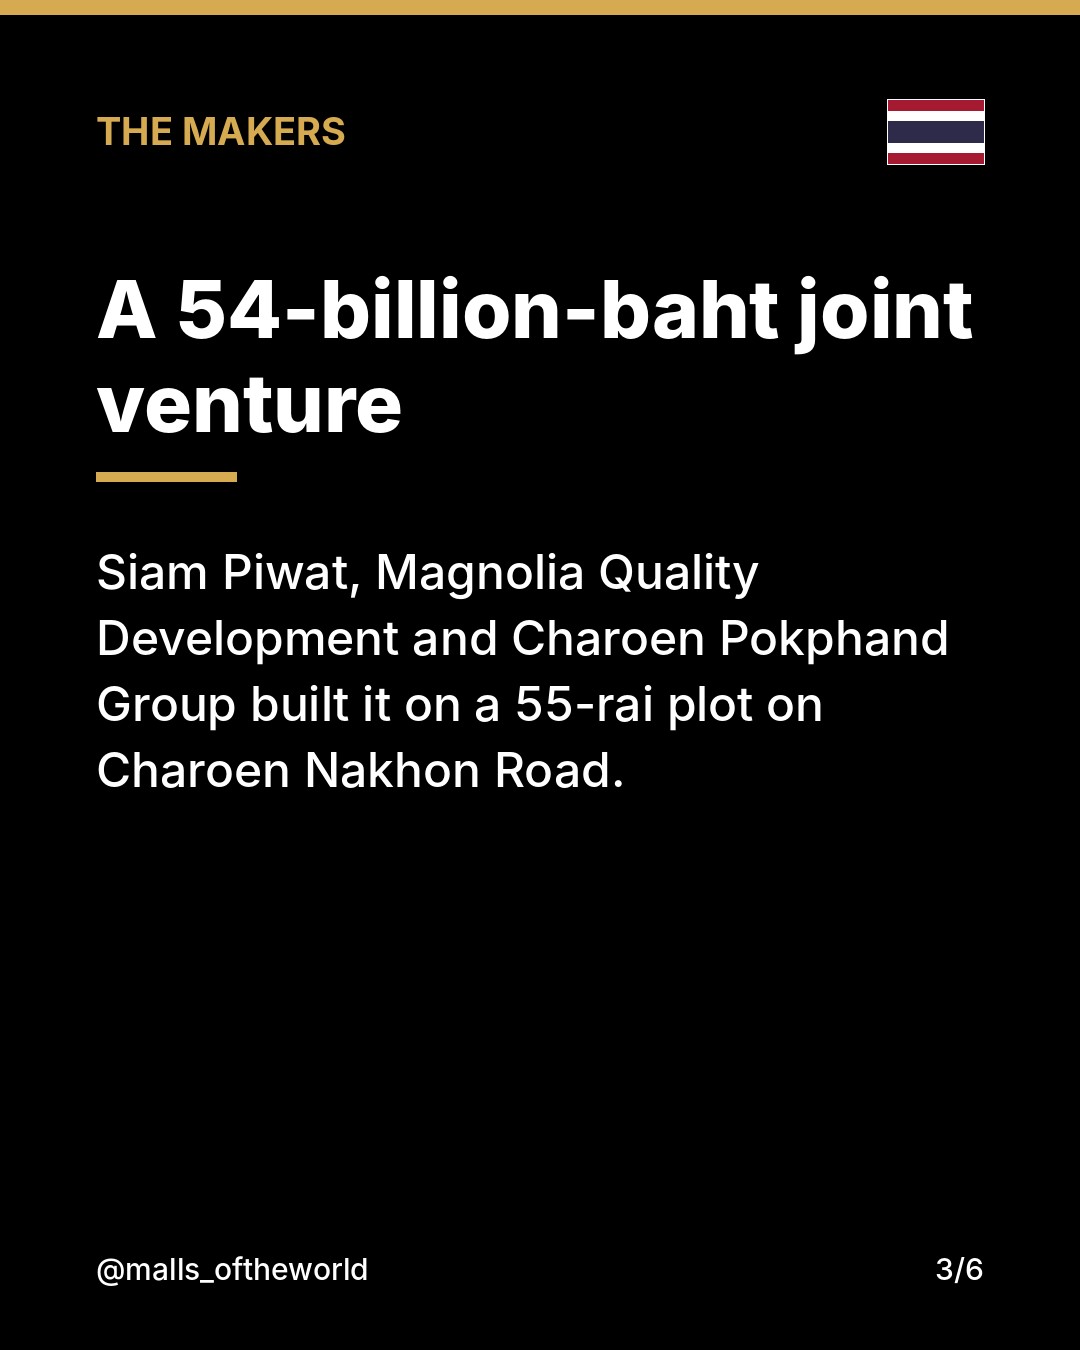 THE MAKERS
A 54-billion-baht joint
venture
Siam Piwat, Magnolia Quality
Development and Charoen Pokphand
Group built it on a 55-rai plot on
Charoen Nakhon Road.
@malls_oftheworld
3/6